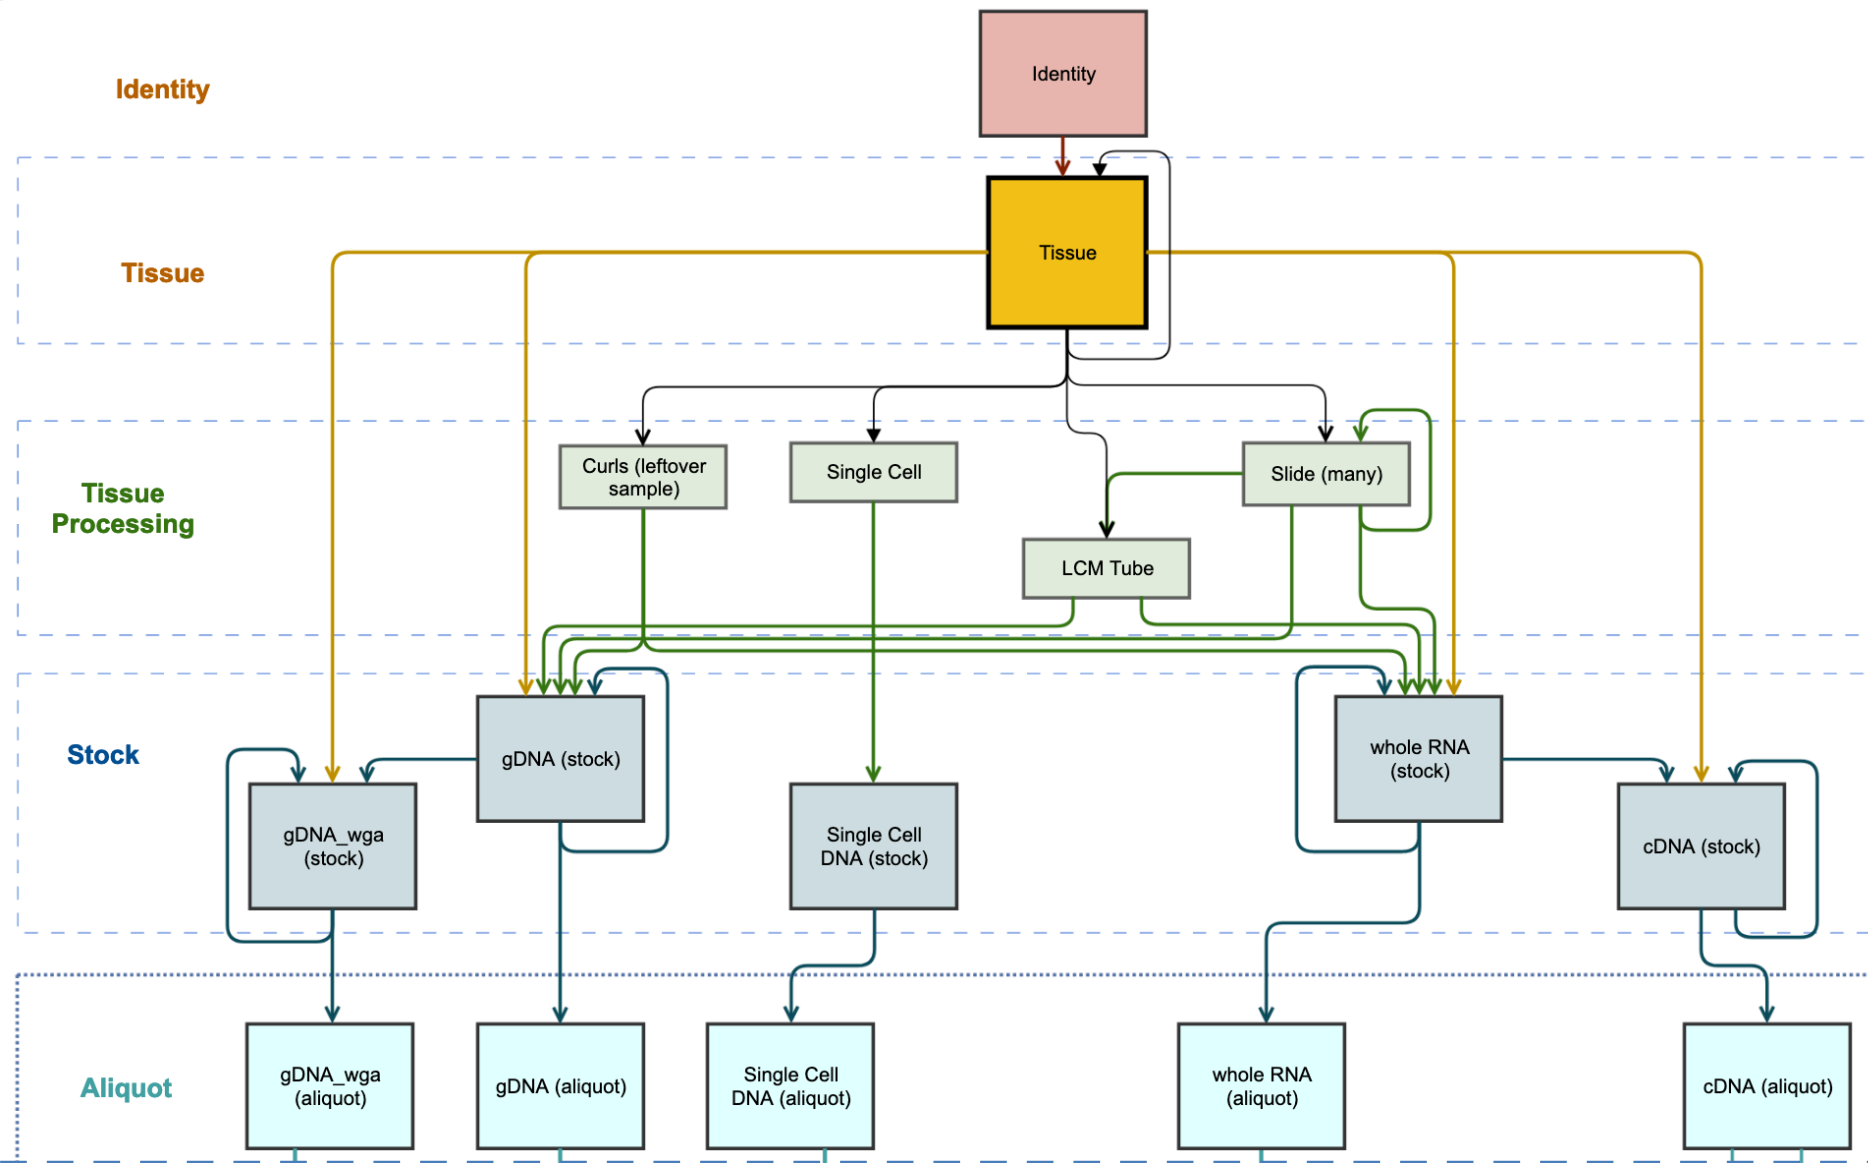 Identity
Identity
Tissue
Tissue
Tissue
Processing
Curls (leftover
sample)
Single Cell
Slide (many)
LCM Tube
Stock
gDNA (stock)
whole RNA
(stock)
gDNA_wga
(stock)
Single Cell
DNA (stock)
cDNA (stock)
Aliquot
gDNA_wga
(aliquot)
gDNA (aliquot)
Single Cell
DNA (aliquot)
whole RNA
(aliquot)
cDNA (aliquot)